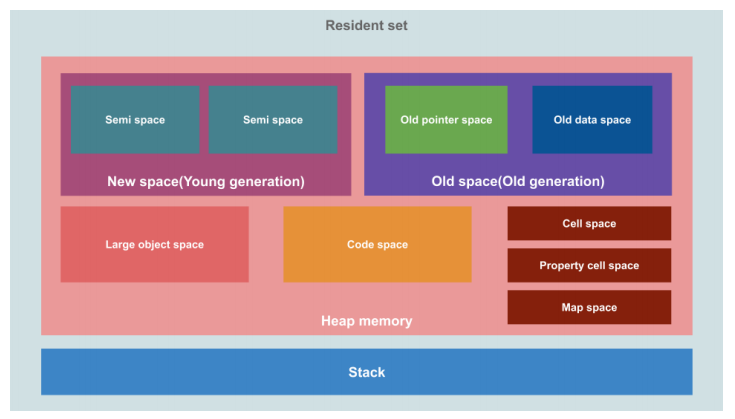 Resident set
Semi space
Semi space
New space(Young generation)
Old pointer space
Old data space
Old space(Old generation)
Large object space
Code space
Cell space
Property cell space
Map space
Heap memory
Stack